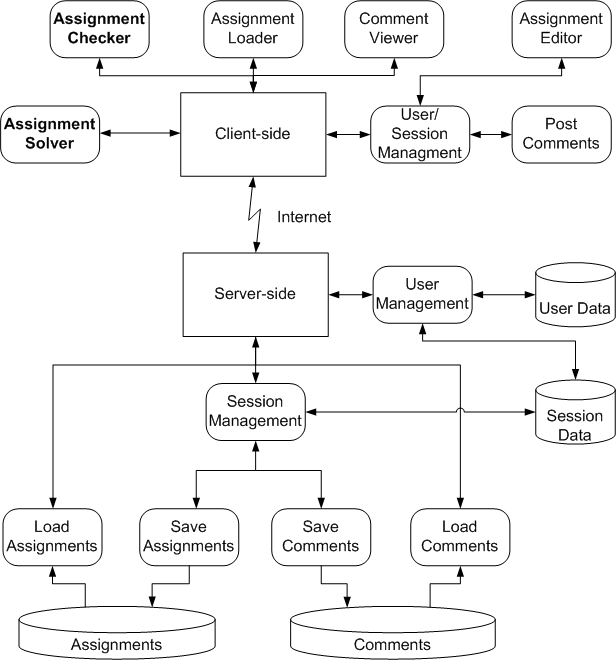 Assignment
Checker
Assignment
Loader
Comment
Viewer
Assignment
Editor
Assignment
Solver
Client-side
User/
Session
Managment
Post
Comments
Internet
Server-side
User
Management
User Data
Session
Management
Session
Data
Load
Assignments
Save
Assignments
Save
Comments
Load
Comments
Assignments
Comments